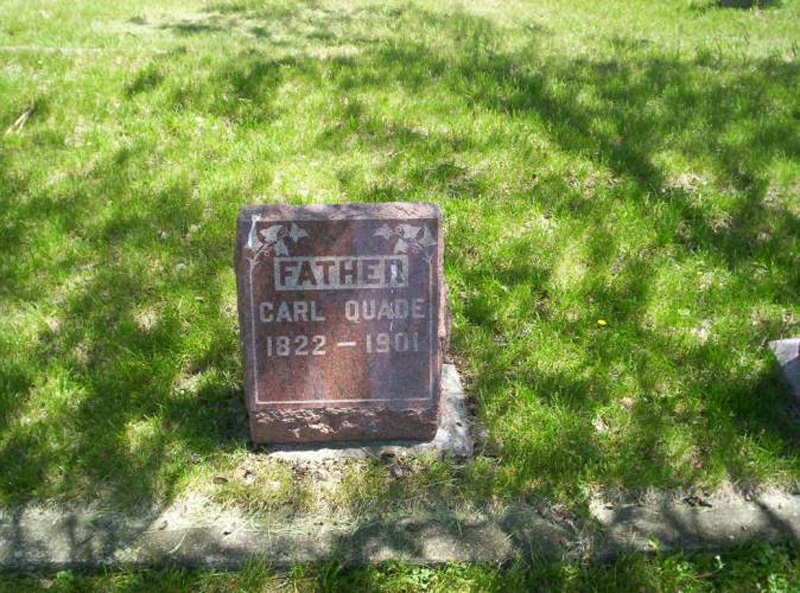 FATHER
CARL QUADE
1822 – 1901